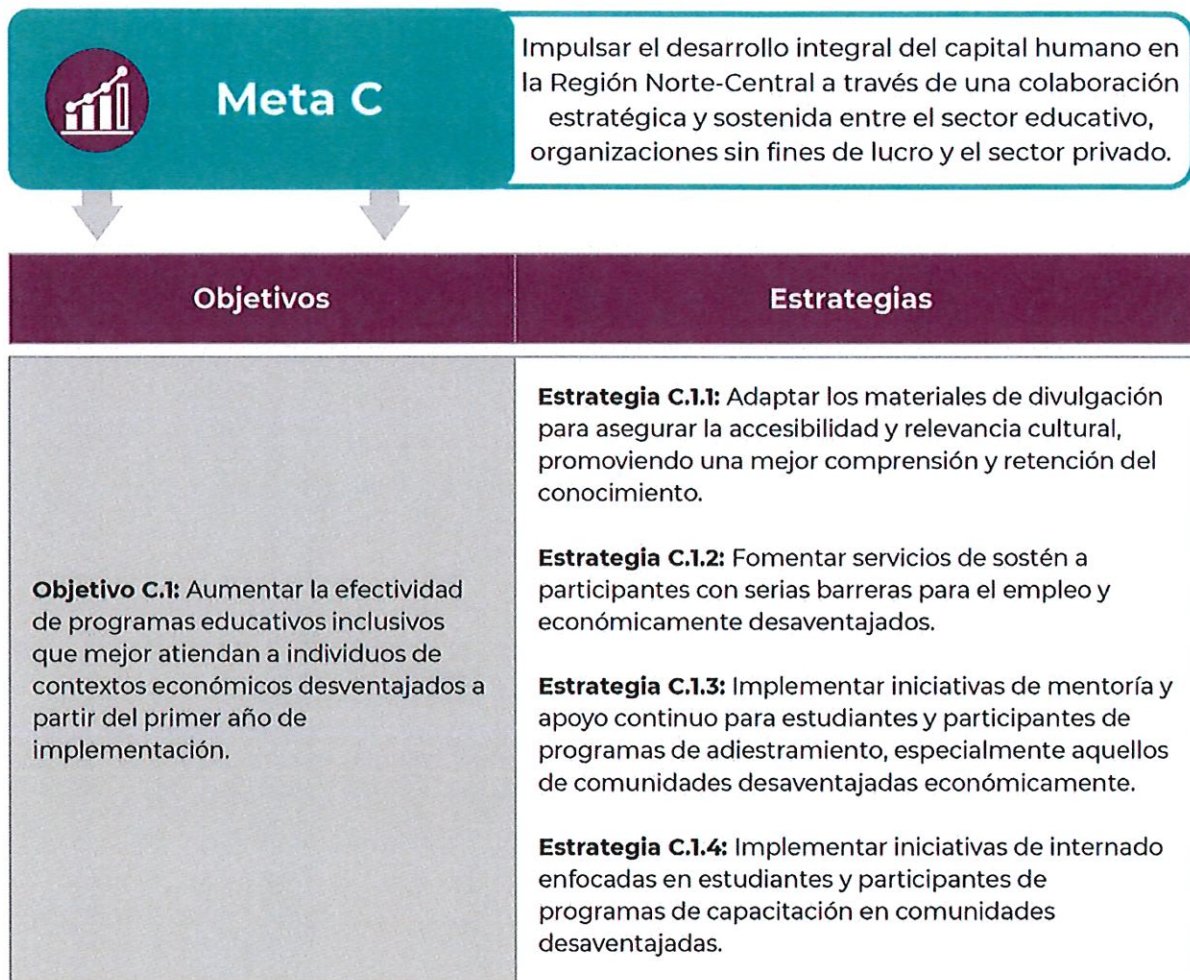 Meta C
Impulsar el desarrollo integral del capital humano en
la Región Norte-Central a través de una colaboración
estratégica y sostenida entre el sector educativo,
organizaciones sin fines de lucro y el sector privado.
Objetivos
Estrategias
Objetivo C.1: Aumentar la efectividad
de programas educativos inclusivos
que mejor atiendan a individuos de
contextos económicos desventajados a
partir del primer año de
implementación.
Estrategia C.1.1: Adaptar los materiales de divulgación
para asegurar la accesibilidad y relevancia cultural,
promoviendo una mejor comprensión y retención del
conocimiento.
Estrategia C.1.2: Fomentar servicios de sostén a
participantes con serias barreras para el empleo y
económicamente desaventajados.
Estrategia C.1.3: Implementar iniciativas de mentoría y
apoyo continuo para estudiantes y participantes de
programas de adiestramiento, especialmente aquellos
de comunidades desaventajadas económicamente.
Estrategia C.1.4: Implementar iniciativas de internado
enfocadas en estudiantes y participantes de
programas de capacitación en comunidades
desaventajadas.